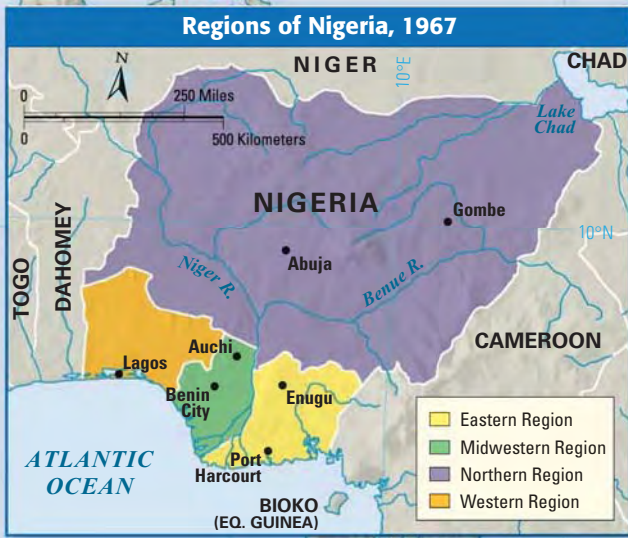 Regions of Nigeria, 1967
NIGER
10°E
CHAD
N
0
250 Miles
0
500 Kilometers
Lake
Chad
NIGERIA
Gombe
10°N
Abuja
Niger R.
Benue R.
TOGO
DAHOMEY
CAMEROON
Auchi
Lagos
Benin
City
Enugu
Port
Harcourt
ATLANTIC
OCEAN
BIOKO
(EQ. GUINEA)
Eastern Region
Midwestern Region
Northern Region
Western Region